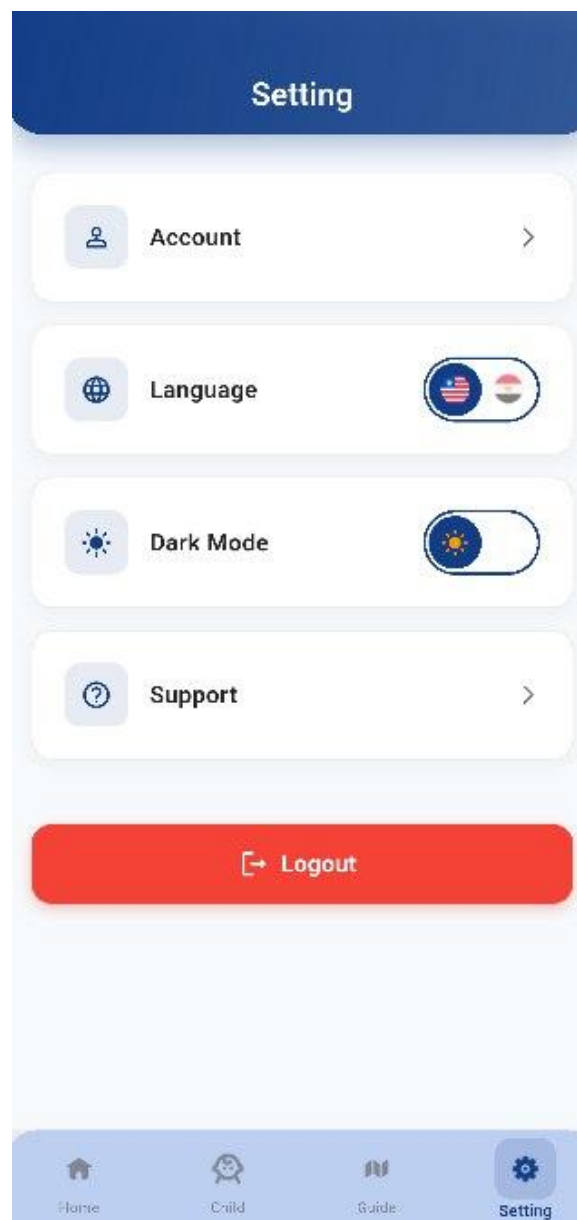 Setting
Account
Language
Dark Mode
Support
Logout
Home
Child
Guide
Setting